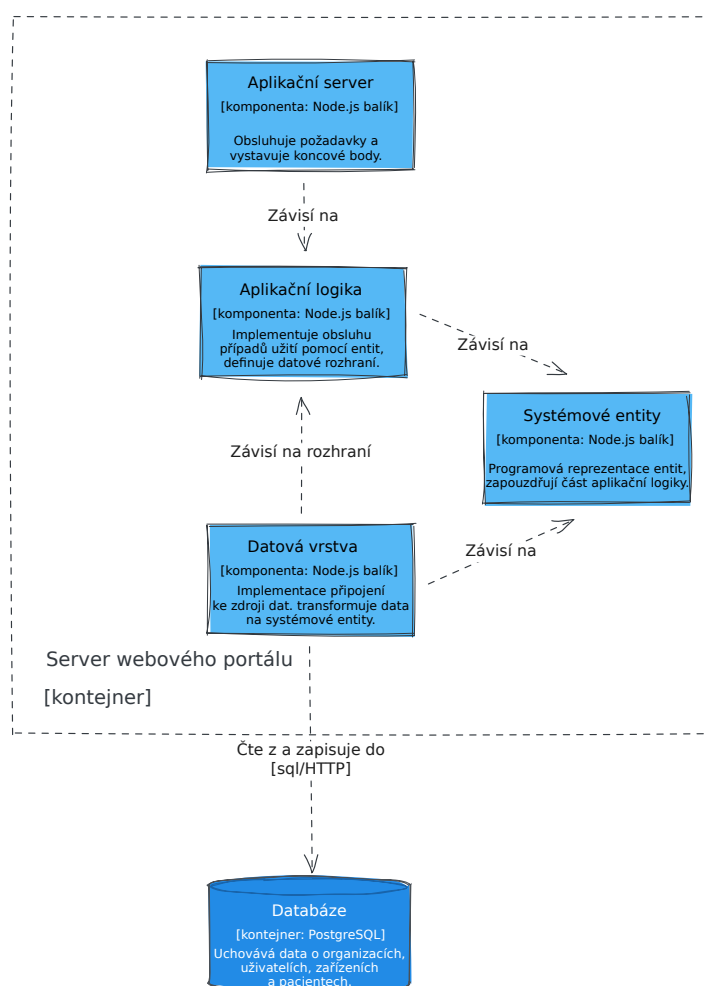 Aplikační server
[komponenta: Node.js balík]
Obsluhuje požadavky a
vystavuje koncové body.
Závisí na
Aplikační logika
[komponenta: Node.js balík]
Implementuje obsluhu
případů užití pomocí entit,
definuje datové rozhraní.
Závisí na
Systémové entity
[komponenta: Node.js balík]
Programová reprezentace entit,
zapouzdřují část aplikační logiky.
Závisí na rozhraní
Závisí na
Datová vrstva
[komponenta: Node.js balík]
Implementace připojení
ke zdroji dat. transformuje data
na systémové entity.
Server webového portálu
[kontejner]
Čte z a zapisuje do
[sql/HTTP]
Databáze
[kontejner: PostgreSQL]
Uchovává data o organizacích,
uživatelích, zařízeních
a pacientech.